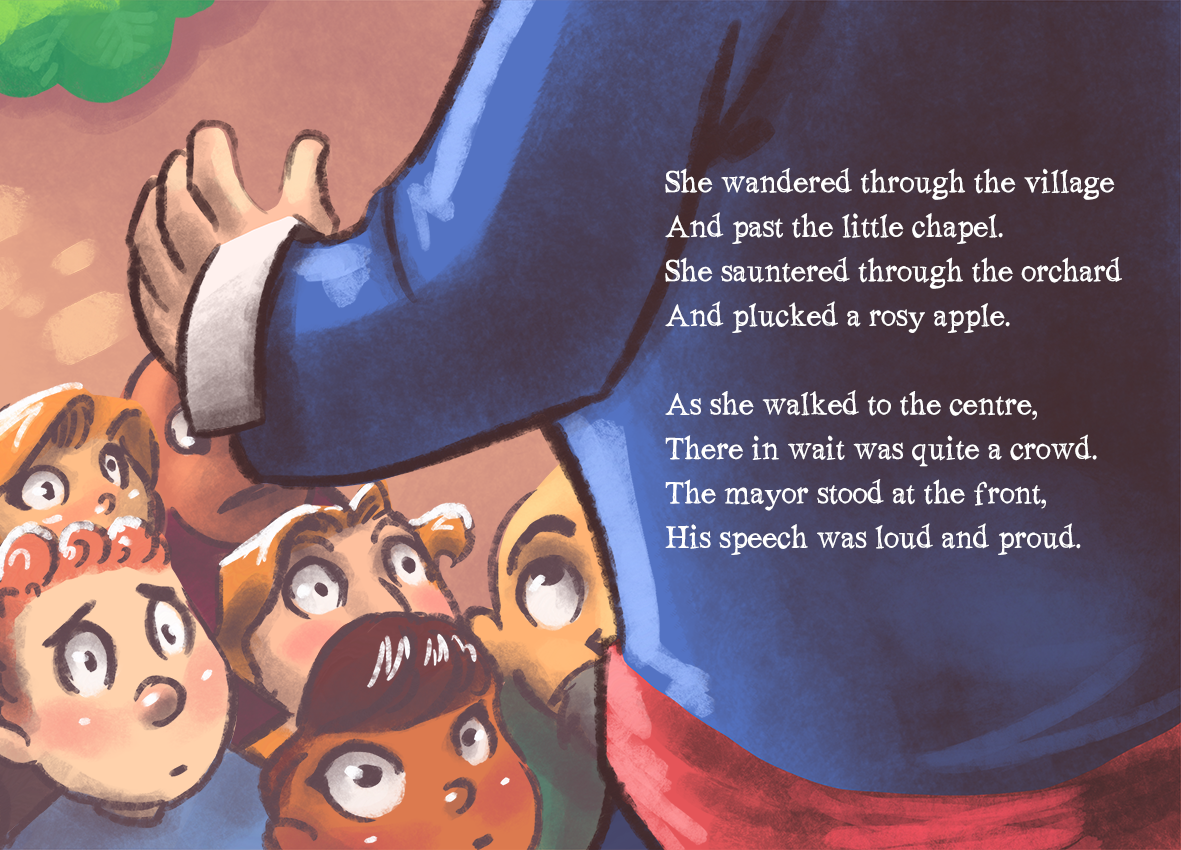 She wandered through the village
And past the little chapel.
She sauntered through the orchard
And plucked a rosy apple.
As she walked to the centre,
There in wait was quite a crowd.
The mayor stood at the front,
His speech was loud and proud.